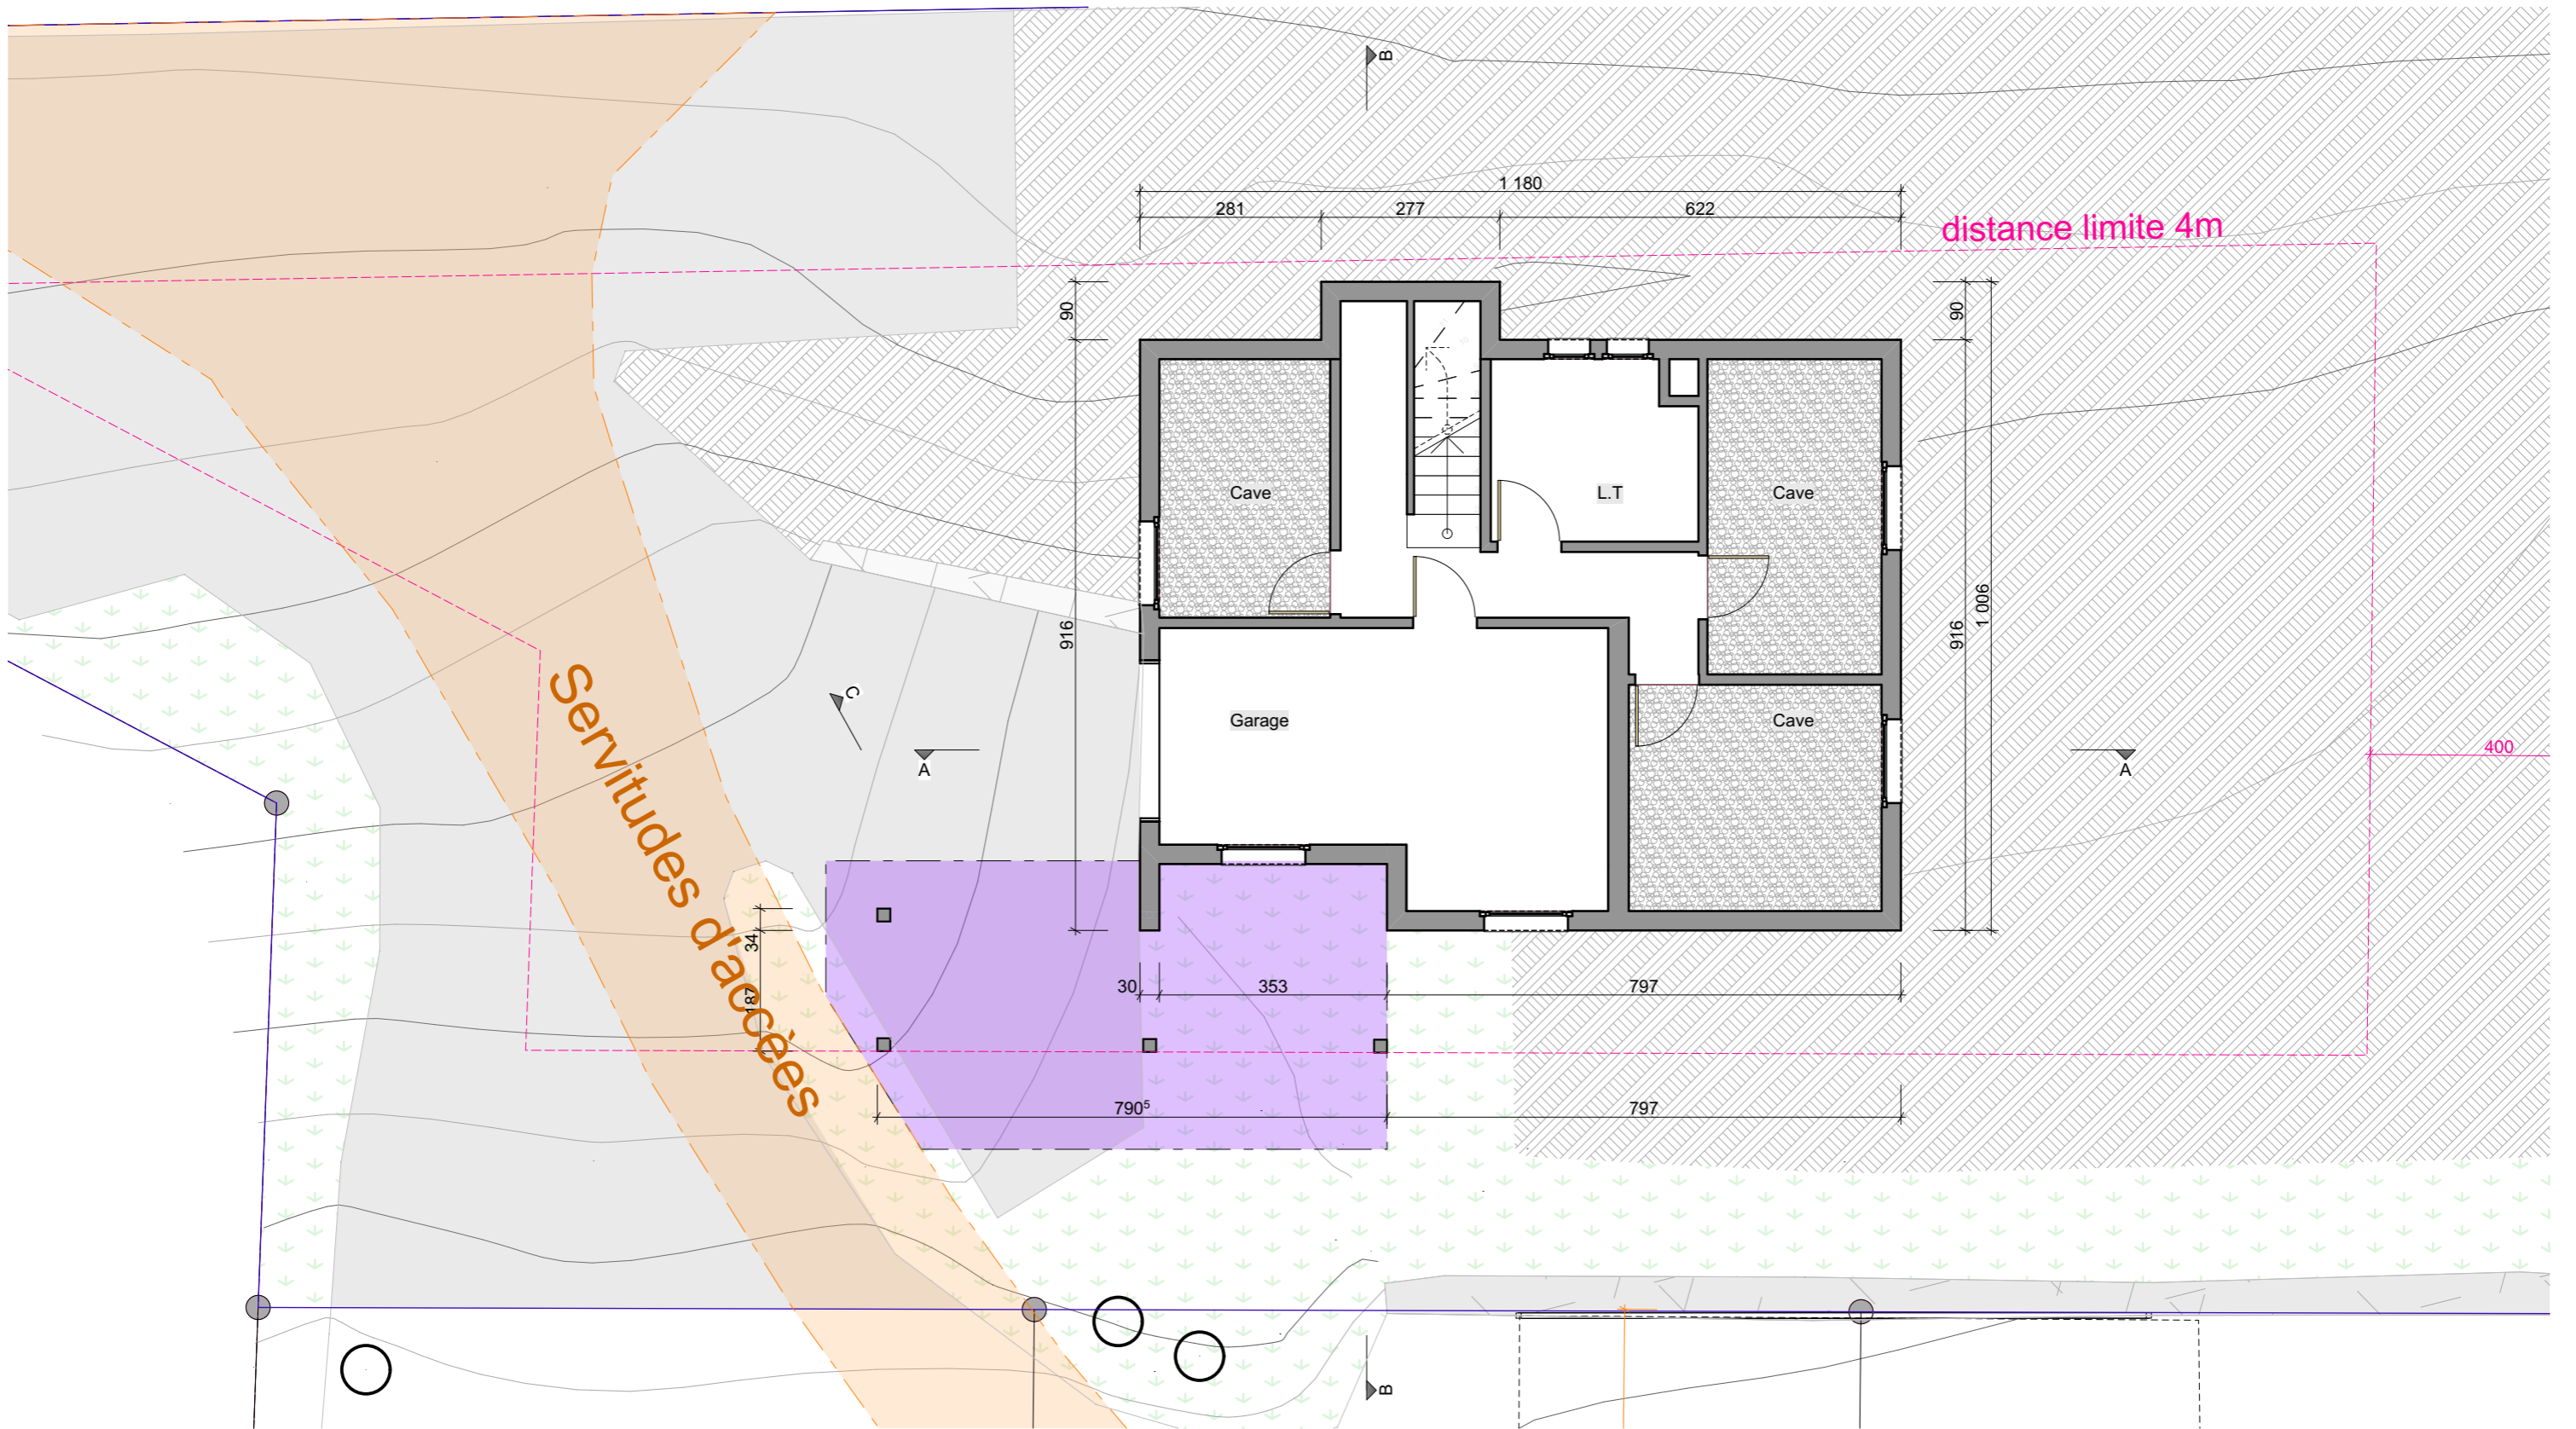 B
1 180
281
277
622
distance limite 4m
90
90
Cave
L.T
Cave
916
916
1 006
Servitudes d'accès
C
Garage
Cave
A
A
400
34
187
30
353
797
790⁵
797
B